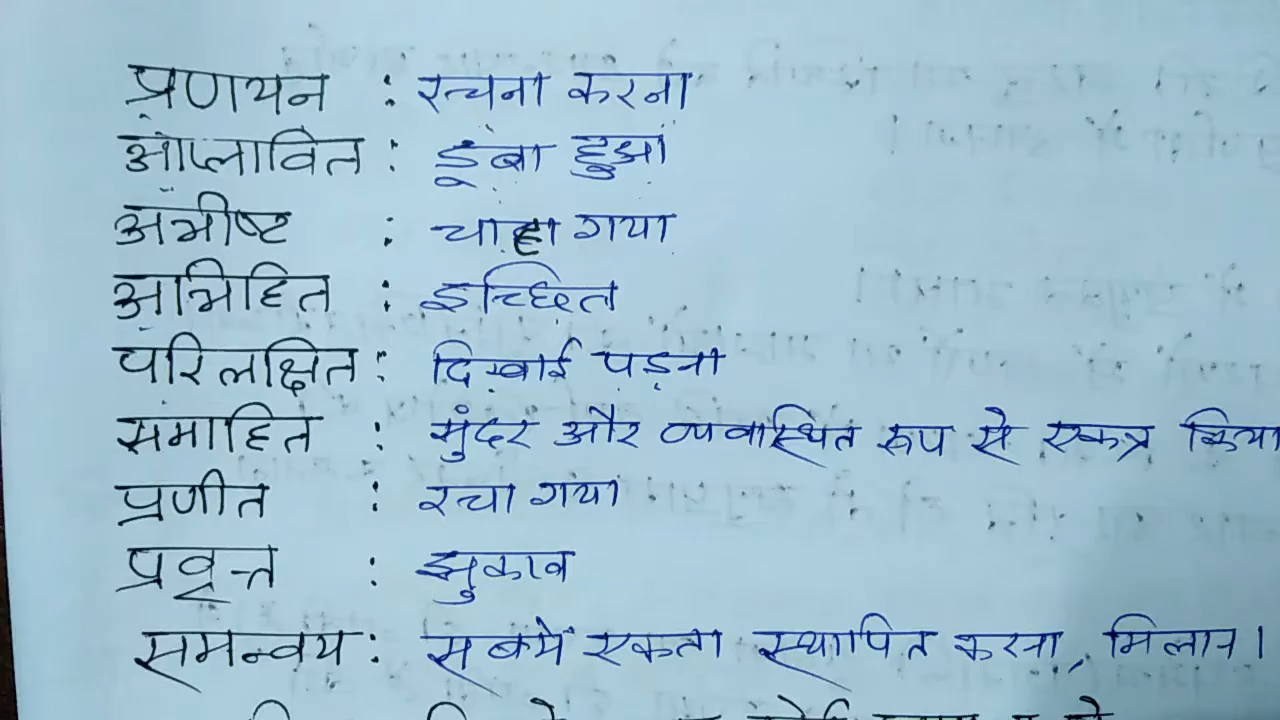 प्रणयन : रचना करना
आप्लावित : डूबा हुआ
अभीष्ट : चाहा गया
अभिहित : इच्छित
परिलक्षित : दिखाई पड़ना
समाहित : सुंदर और व्यवास्थित रूप से एकत्र किया
प्रणीत : रचा गया
प्रवृत्त : झुकाव
समन्वय : सबमें एकता स्थापित करना, मिलान।